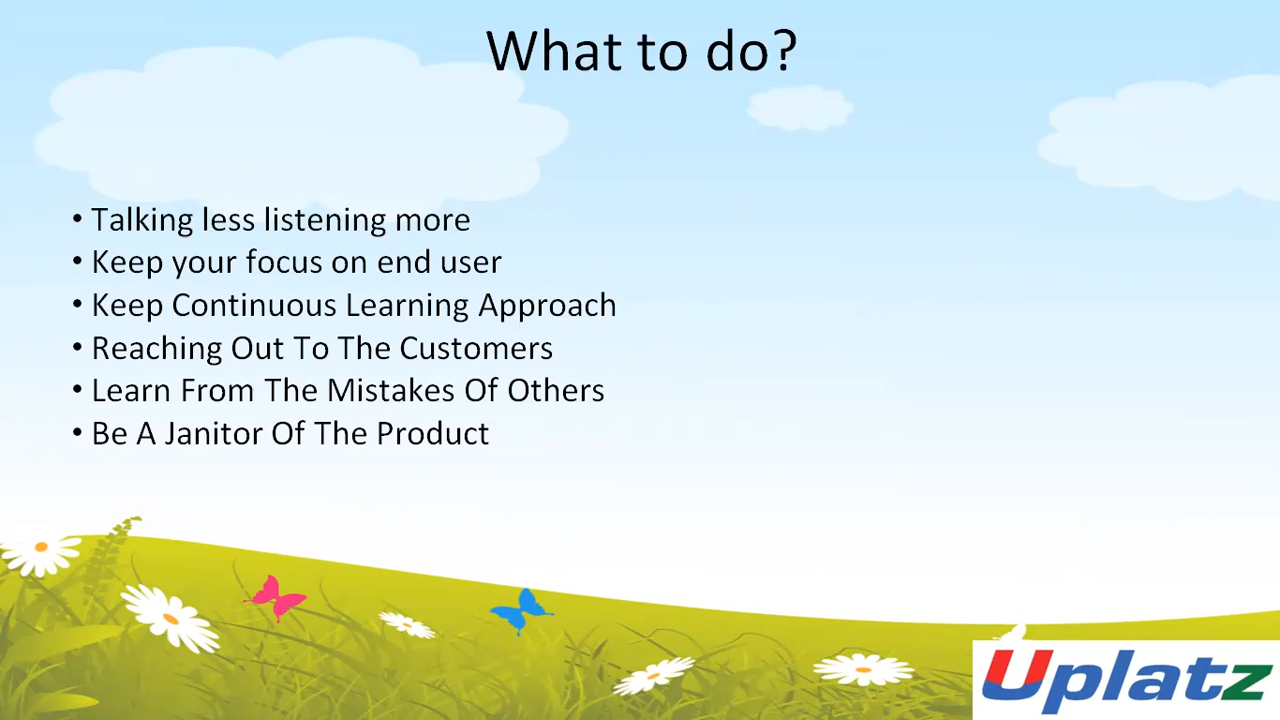 What to do?
• Talking less listening more
• Keep your focus on end user
• Keep Continuous Learning Approach
• Reaching Out To The Customers
• Learn From The Mistakes Of Others
• Be A Janitor Of The Product
Uplatz